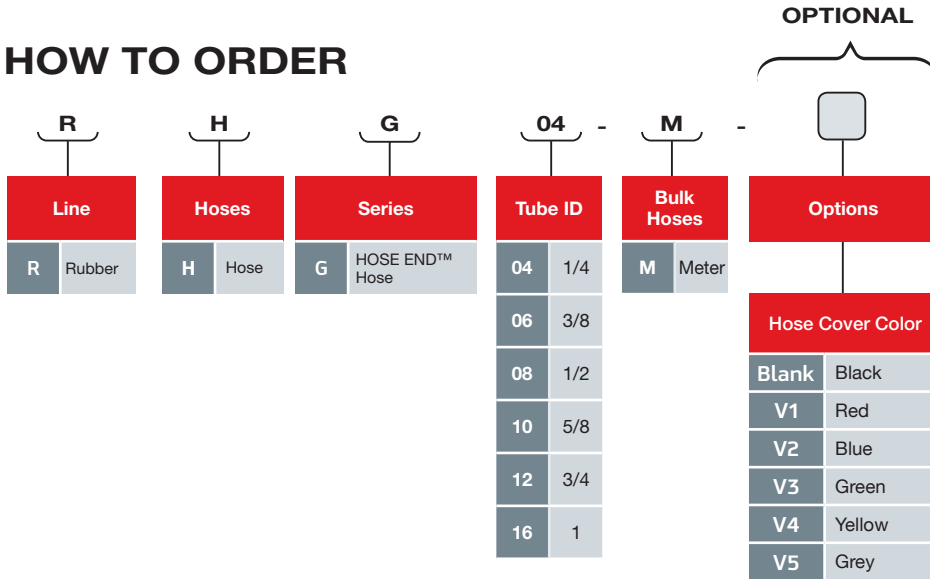 OPTIONAL
HOW TO ORDER
R H G 04 - M -
Line Hoses Series Tube ID Bulk Hoses Options
R Rubber
H Hose
G HOSE END™ Hose
04 1/4
M Meter
06 3/8
08 1/2
10 5/8
12 3/4
16 1
Hose Cover Color
Blank Black
V1 Red
V2 Blue
V3 Green
V4 Yellow
V5 Grey